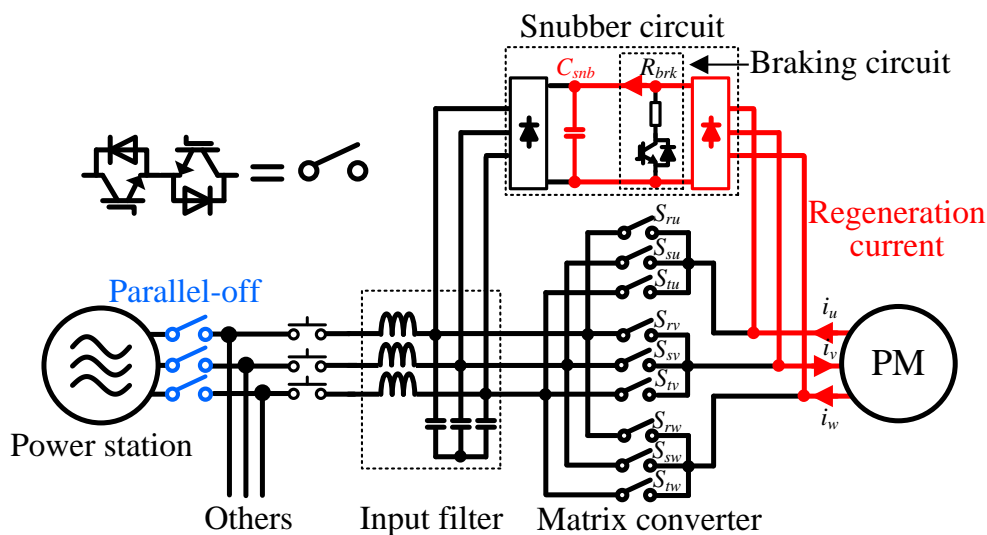 Snubber circuit
C_snb
R_brk
Braking circuit
Regeneration
current
S_ru
S_su
S_tu
Parallel-off
S_rv
S_sv
S_tv
i_u
i_v
i_w
PM
Power station
S_rw
S_sw
S_tw
Others
Input filter
Matrix converter